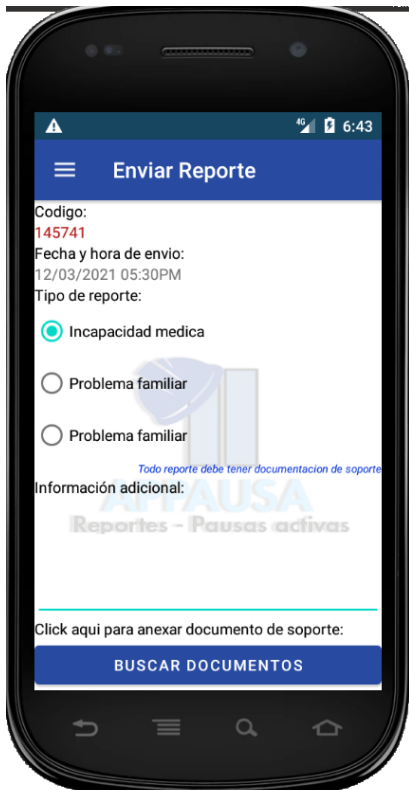 4G 6:43
Enviar Reporte
Codigo:
145741
Fecha y hora de envio:
12/03/2021 05:30PM
Tipo de reporte:
Incapacidad medica
Problema familiar
Problema familiar
Todo reporte debe tener documentacion de soporte
Información adicional:
APPAUSA
Reportes - Pausas activas
Click aqui para anexar documento de soporte:
BUSCAR DOCUMENTOS